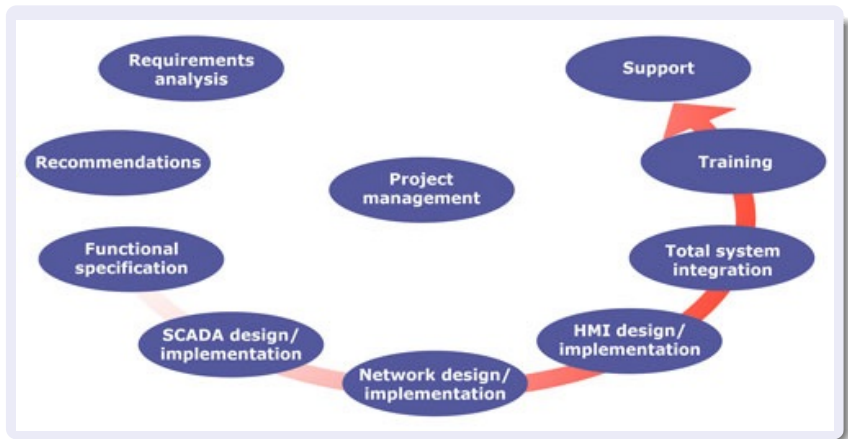 Requirements
analysis
Support
Recommendations
Training
Project
management
Functional
specification
Total system
integration
SCADA design/
implementation
HMI design/
implementation
Network design/
implementation